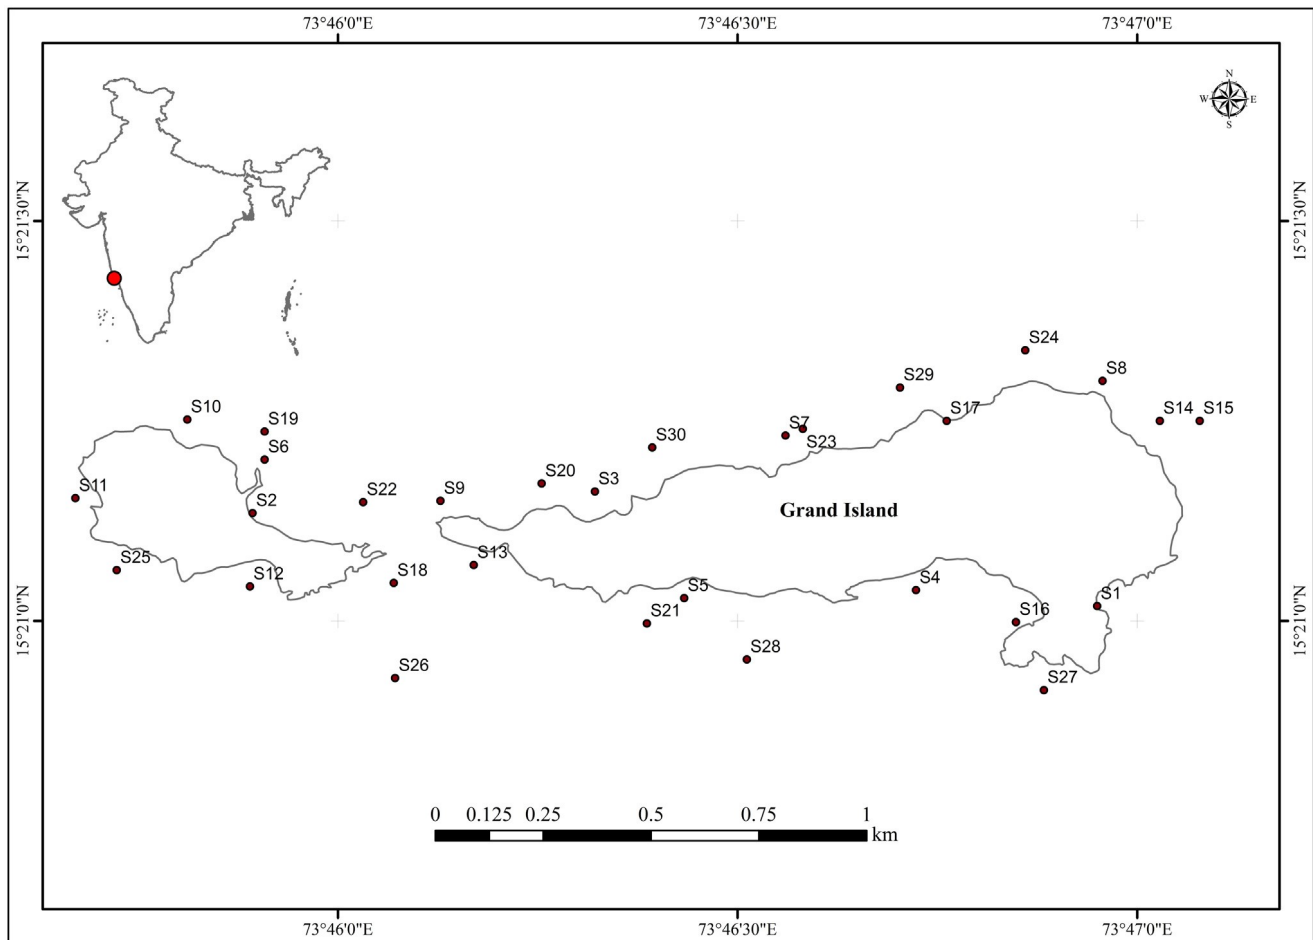 73°46'0"E 73°46'30"E 73°47'0"E
N
W E
S
15°21'30"N 15°21'30"N
S24
S8
S29
S10 S19 S17 S14 S15
S7
S30 S23
S6
S20 S3
S11 S2 S22 S9
Grand Island
S13
S25 S12 S18
S5 S4
S1
S21 S16
15°21'0"N 15°21'0"N
S28
S26 S27
0 0.125 0.25 0.5 0.75 1
km
73°46'0"E 73°46'30"E 73°47'0"E